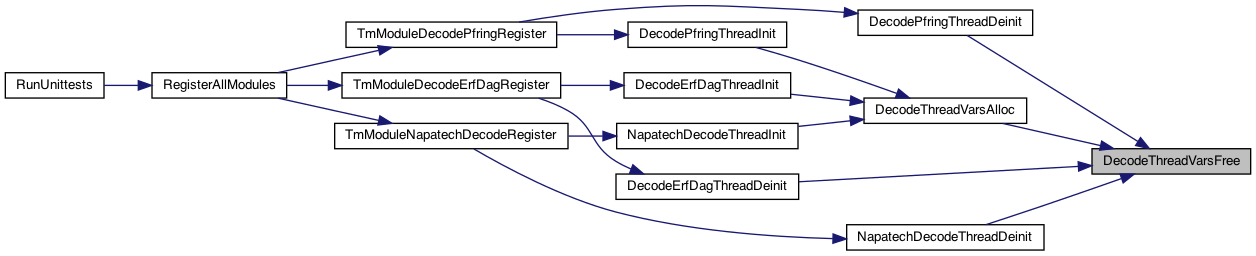 DecodePfringThreadDeinit
TmModuleDecodePfringRegister
DecodePfringThreadInit
RunUnittests
RegisterAllModules
TmModuleDecodeErfDagRegister
DecodeErfDagThreadInit
DecodeThreadVarsAlloc
TmModuleNapatechDecodeRegister
NapatechDecodeThreadInit
DecodeThreadVarsFree
DecodeErfDagThreadDeinit
NapatechDecodeThreadDeinit